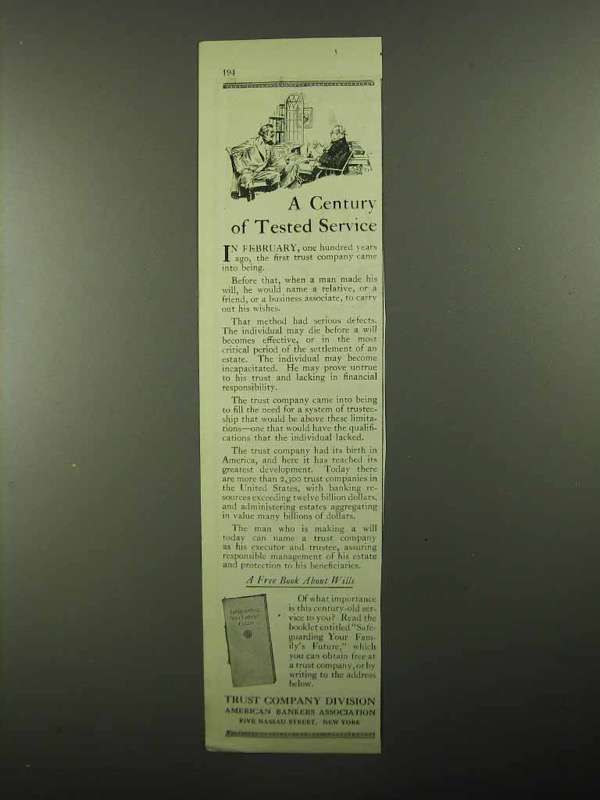 194
A Century
of Tested Service
IN FEBRUARY, one hundred years
ago, the first trust company came
into being.
Before that, when a man made his
will, he would name a relative, or a
friend, or a business associate, to carry
out his wishes.
That method had serious defects.
The individual may die before a will
becomes effective, or in the most
critical period of the settlement of an
estate. The individual may become
incapacitated. He may prove untrue
to his trust and lacking in financial
responsibility.
The trust company came into being
to fill the need for a system of trustee-
ship that would be above these limita-
tions—one that would have the qualifi-
cations that the individual lacked.
The trust company had its birth in
America, and here it has reached its
greatest development. Today there
are more than 2,300 trust companies in
the United States, with banking re-
sources exceeding twelve billion dollars,
and administering estates aggregating
in value many billions of dollars.
The man who is making a will
today can name a trust company
as his executor and trustee, assuring
responsible management of his estate
and protection to his beneficiaries.
A Free Book About Wills
Safeguarding
Your Family's
Future
Of what importance
is this century-old ser-
vice to you? Read the
booklet entitled "Safe-
guarding Your Fam-
ily's Future," which
you can obtain free at
a trust company, or by
writing to the address
below.
TRUST COMPANY DIVISION
AMERICAN BANKERS ASSOCIATION
FIVE NASSAU STREET, NEW YORK